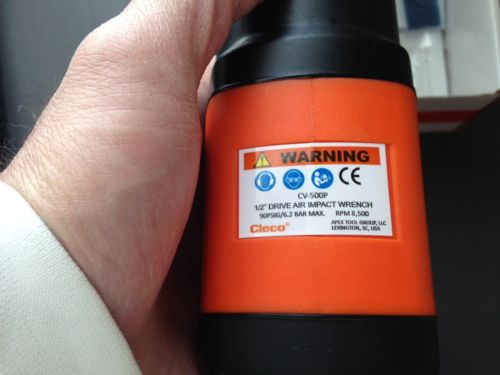 WARNING
CE
CV-500P
1/2" DRIVE AIR IMPACT WRENCH
90PSIG/6.2 BAR MAX. RPM 8,500
Cleco® APEX TOOL GROUP, LLC
LEXINGTON, SC, USA